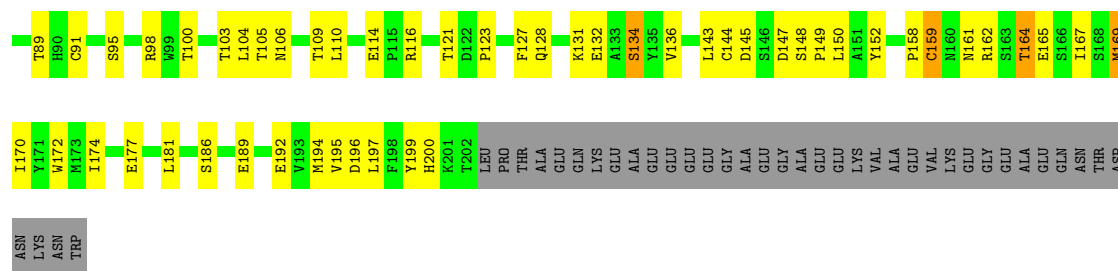 T89 H90 C91 S95 R98 W99 T100 T103 L104 T105 N106 T109 L110 E114 P115 R116 T121 D122 P123 F127 Q128 K131 E132 A133 S134 Y135 V136 L143 C144 D145 S146 D147 S148 P149 L150 A151 Y152 P158 C159 N160 N161 R162 S163 T164 E165 S166 I167 S168 M169
I170 Y171 W172 M173 I174 E177 L181 S186 E189 E192 V193 M194 V195 D196 L197 F198 Y199 H200 K201 T202 LEU PRO THR ALA GLU GLN LYS GLU ALA GLU GLU GLU GLU GLY ALA GLU GLY ALA GLU GLU LYS VAL ALA GLU VAL LYS GLU GLY GLU ALA GLU GLN ASN THR ASP
ASN LYS ASN TRP